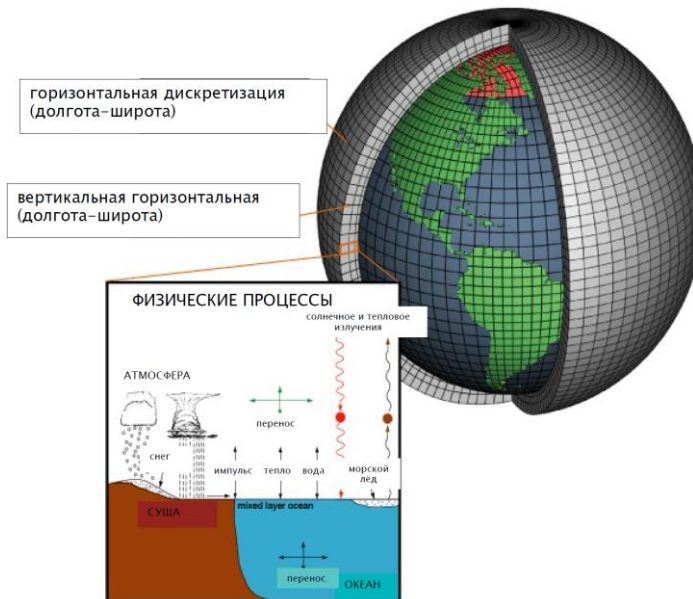 горизонтальная дискретизация
(долгота–широта)
вертикальная горизонтальная
(долгота–широта)
ФИЗИЧЕСКИЕ ПРОЦЕССЫ
солнечное и тепловое
излучения
АТМОСФЕРА
перенос
снег
импульс
тепло
вода
морской
лёд
СУША
mixed layer ocean
перенос
ОКЕАН